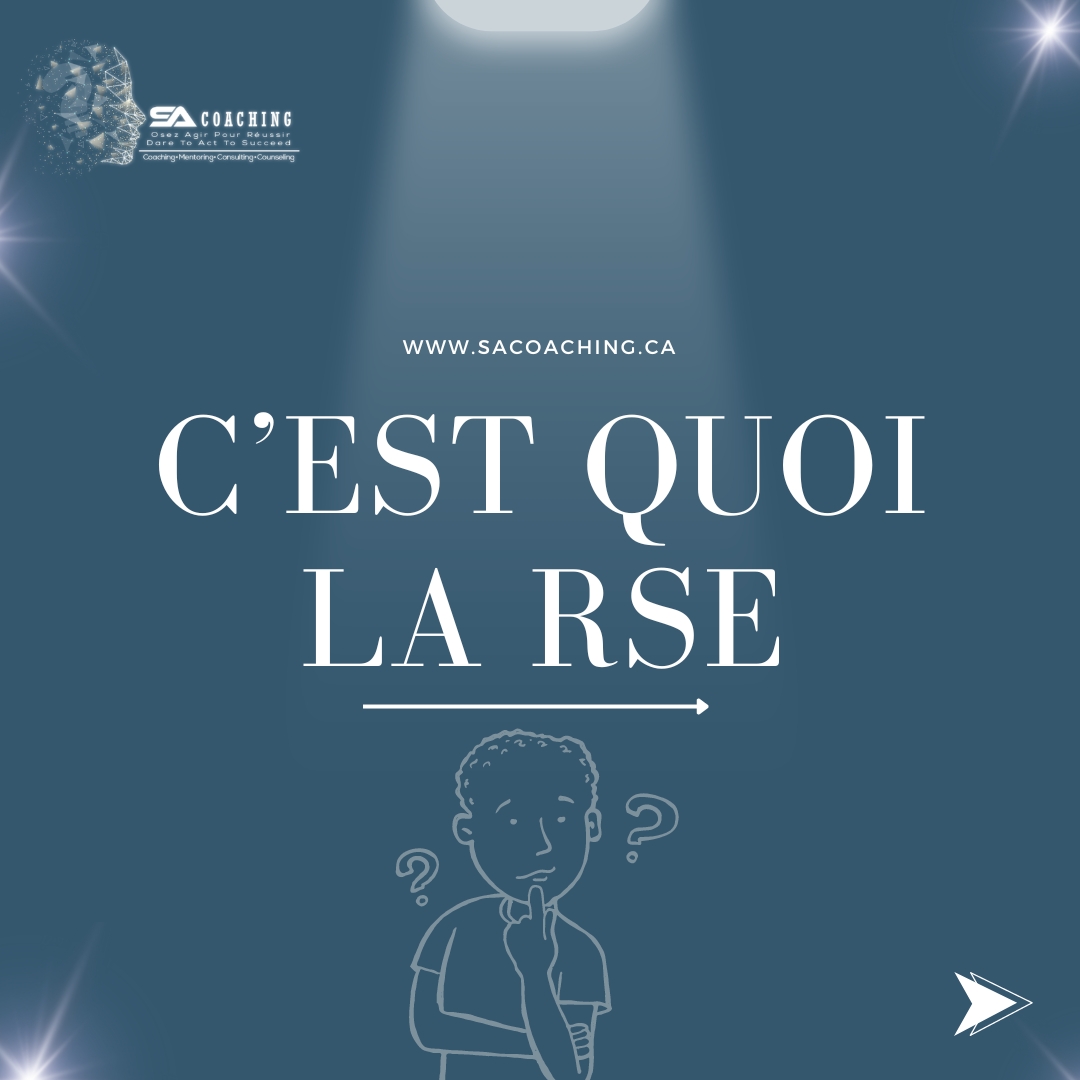 SA COACHING
Osez Agir Pour Réussir
Dare To Act To Succeed
Coaching•Mentoring•Consulting•Counseling
WWW.SACOACHING.CA
C’EST QUOI
LA RSE
?
?